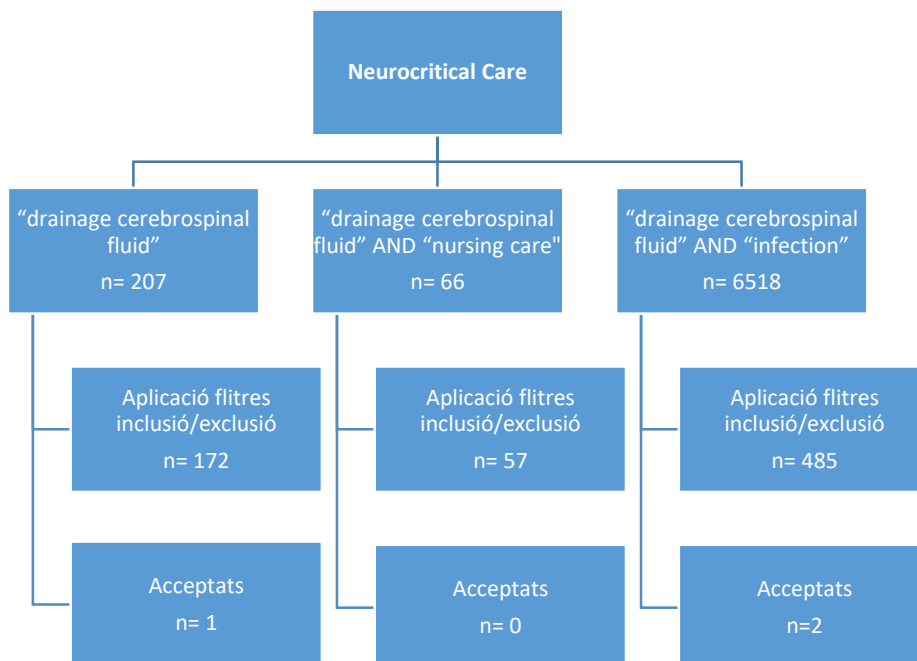 Neurocritical Care
“drainage cerebrospinal
fluid”
n= 207
“drainage cerebrospinal
fluid” AND “nursing care"
n= 66
“drainage cerebrospinal
fluid” AND “infection”
n= 6518
Aplicació flitres
inclusió/exclusió
n= 172
Aplicació flitres
inclusió/exclusió
n= 57
Aplicació flitres
inclusió/exclusió
n= 485
Acceptats
n= 1
Acceptats
n= 0
Acceptats
n=2